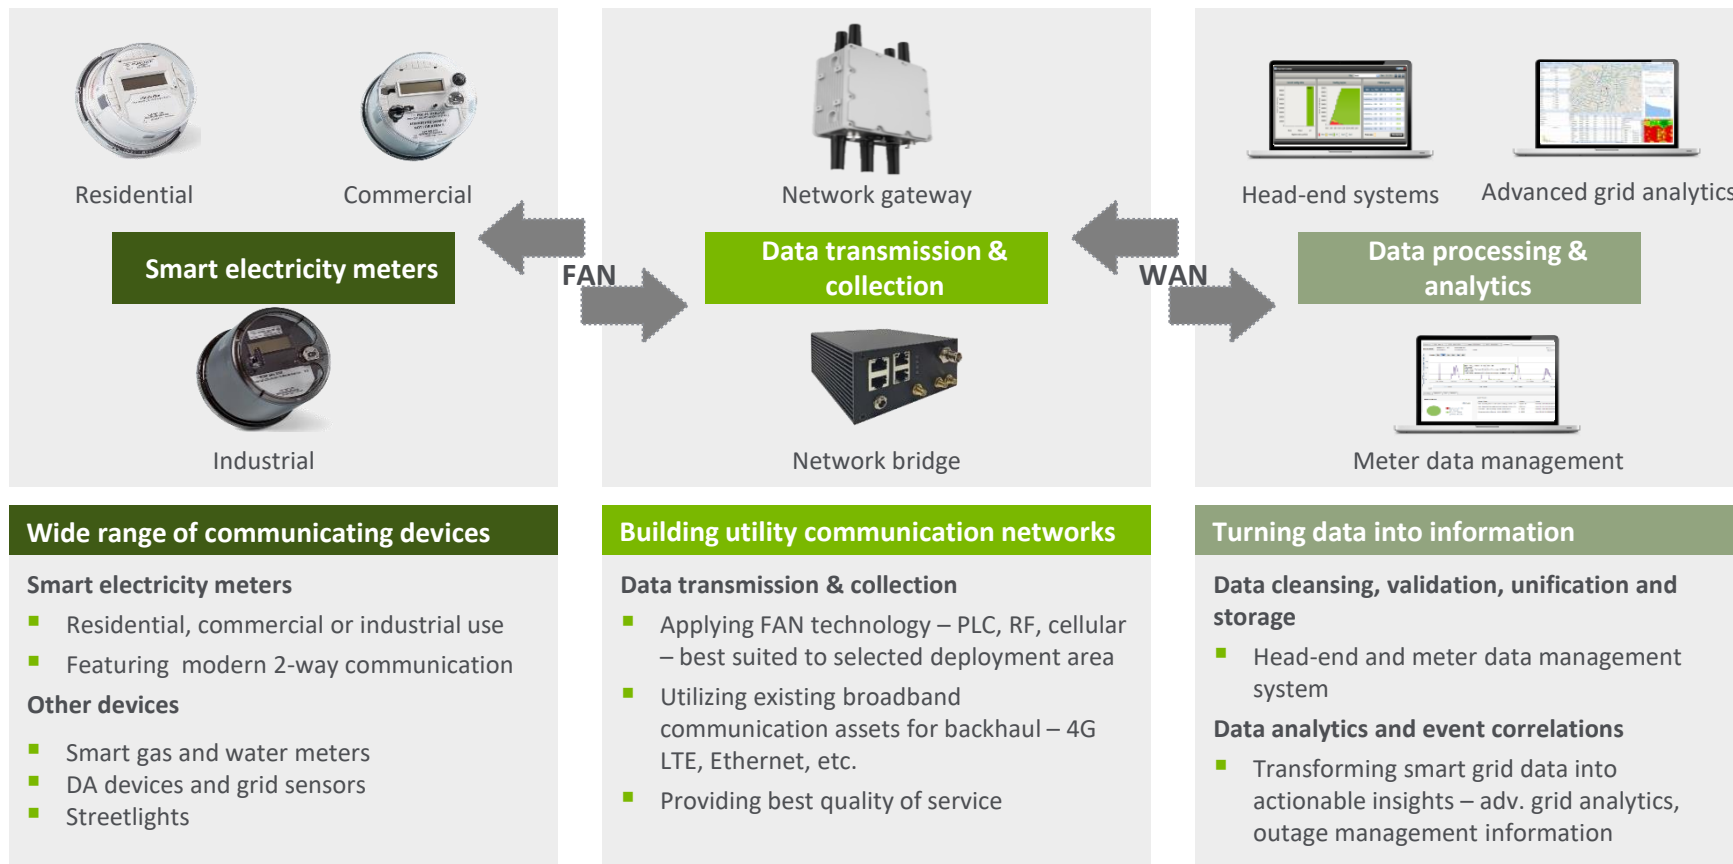 Residential
Commercial
Smart electricity meters
Industrial
FAN
Network gateway
Data transmission &
collection
Network bridge
WAN
Head-end systems
Advanced grid analytics
Data processing &
analytics
Meter data management
Wide range of communicating devices
Smart electricity meters
Residential, commercial or industrial use
Featuring modern 2-way communication
Other devices
Smart gas and water meters
DA devices and grid sensors
Streetlights
Building utility communication networks
Data transmission & collection
Applying FAN technology – PLC, RF, cellular
– best suited to selected deployment area
Utilizing existing broadband
communication assets for backhaul – 4G
LTE, Ethernet, etc.
Providing best quality of service
Turning data into information
Data cleansing, validation, unification and
storage
Head-end and meter data management
system
Data analytics and event correlations
Transforming smart grid data into
actionable insights – adv. grid analytics,
outage management information